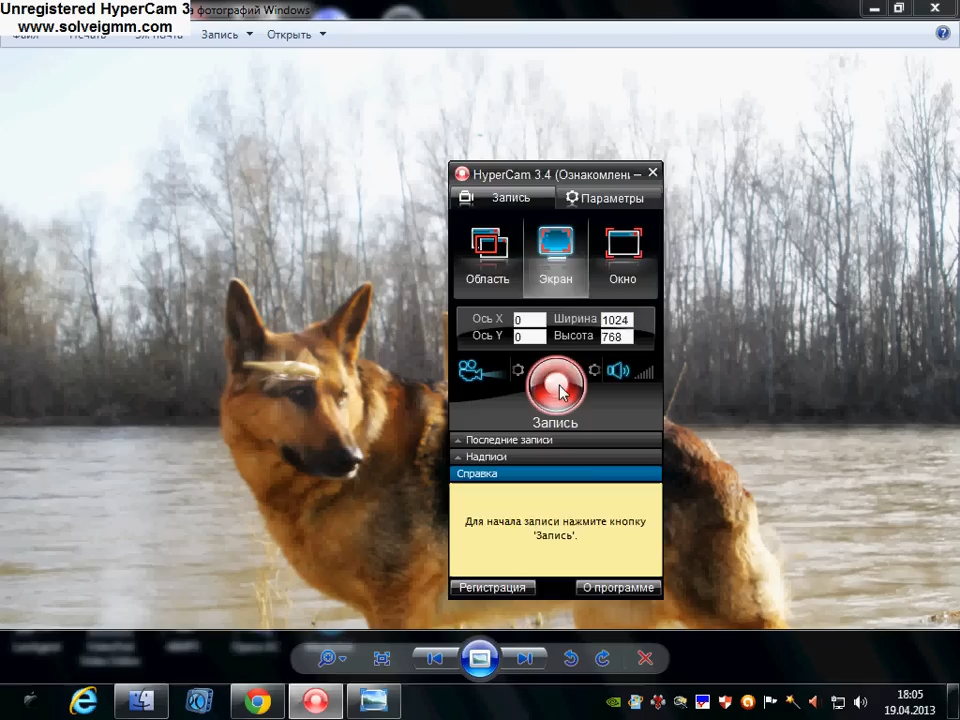 Unregistered HyperCam 3
www.solveigmm.com
фотографий Windows
Запись
Открыть
HyperCam 3.4 (Ознакомлени
Запись
Параметры
Область
Экран
Окно
Ось X 0 Ширина 1024
Ось Y 0 Высота 768
Запись
Последние записи
Надписи
Справка
Для начала записи нажмите кнопку
'Запись'.
Регистрация
О программе
18:05
19.04.2013